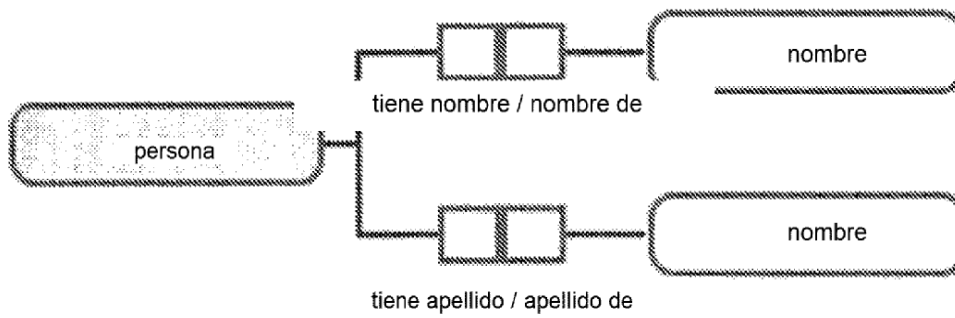 nombre
tiene nombre / nombre de
persona
nombre
tiene apellido / apellido de